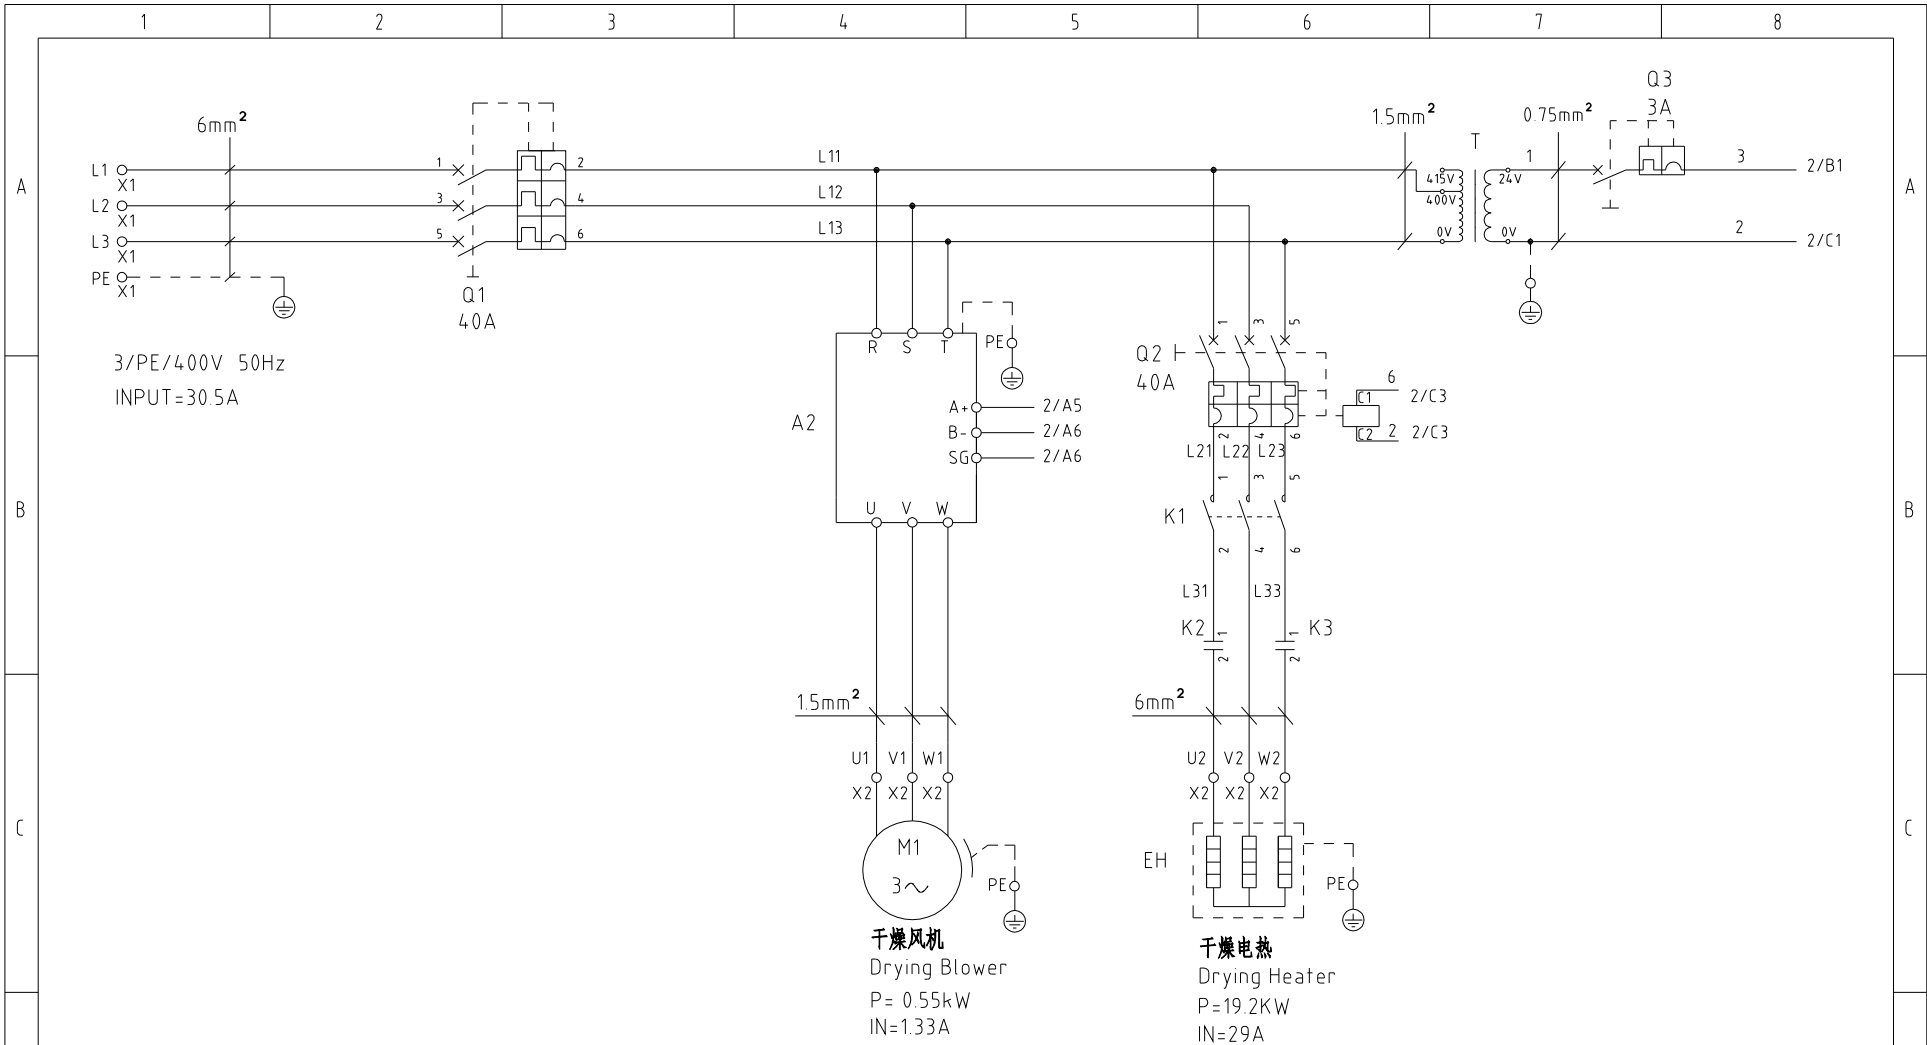 1 2 3 4 5 6 7 8
A A
B B
C C
6mm²
L1
X1
L2
X1
L3
X1
PE
X1
3/PE/400V 50Hz
INPUT=30.5A
1 2
3 4
5 6
Q1
40A
L11
L12
L13
R S T
PE
A2
A+ 2/A5
B- 2/A6
SG 2/A6
U V W
1.5mm²
U1 V1 W1
X2 X2 X2
M1
3～
PE
干燥风机
Drying Blower
P= 0.55kW
IN=1.33A
1 3 5
Q2
40A
6
C1 2/C3
C2 2 2/C3
2 4 6
L21 L22 L23
1 3 5
K1
2 4 6
L31 L33
K2 1 1 K3
2 2
6mm²
U2 V2 W2
X2 X2 X2
EH
PE
干燥电热
Drying Heater
P=19.2KW
IN=29A
1.5mm²
T
415V
400V
0V
24V
0V
0.75mm²
Q3
3A
1 3 2/B1
2 2/C1